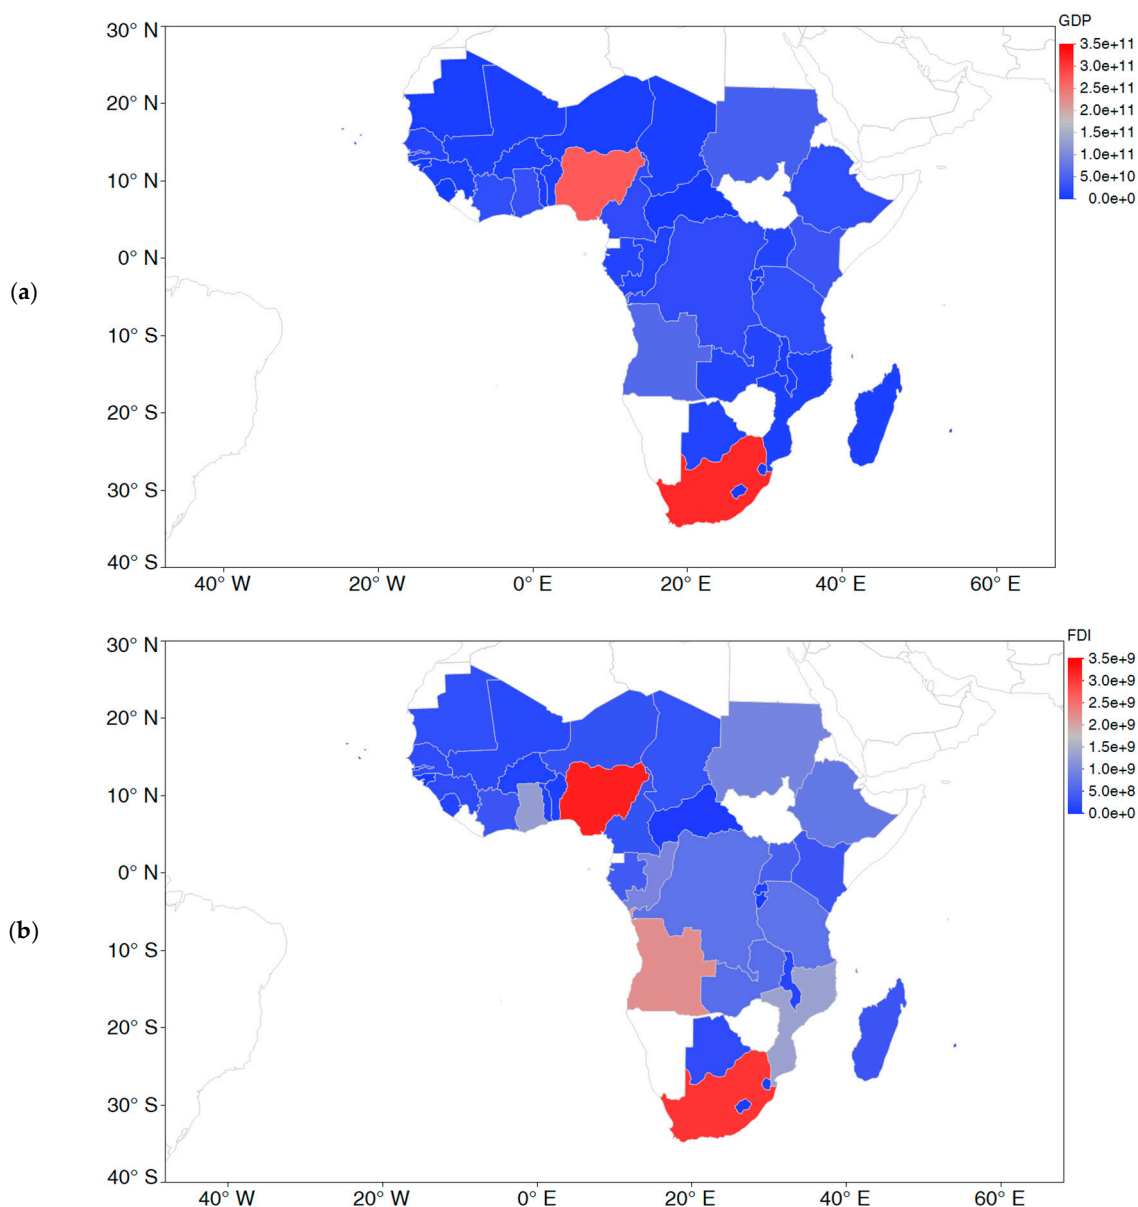 GDP
30° N
3.5e+11
3.0e+11
20° N
2.5e+11
2.0e+11
1.5e+11
10° N
1.0e+11
5.0e+10
0.0e+0
0° N
(a)
10° S
20° S
30° S
40° S
40° W
20° W
0° E
20° E
40° E
60° E
FDI
30° N
3.5e+9
3.0e+9
20° N
2.5e+9
2.0e+9
1.5e+9
10° N
1.0e+9
5.0e+8
0.0e+0
0° N
(b)
10° S
20° S
30° S
40° S
40° W
20° W
0° E
20° E
40° E
60° E